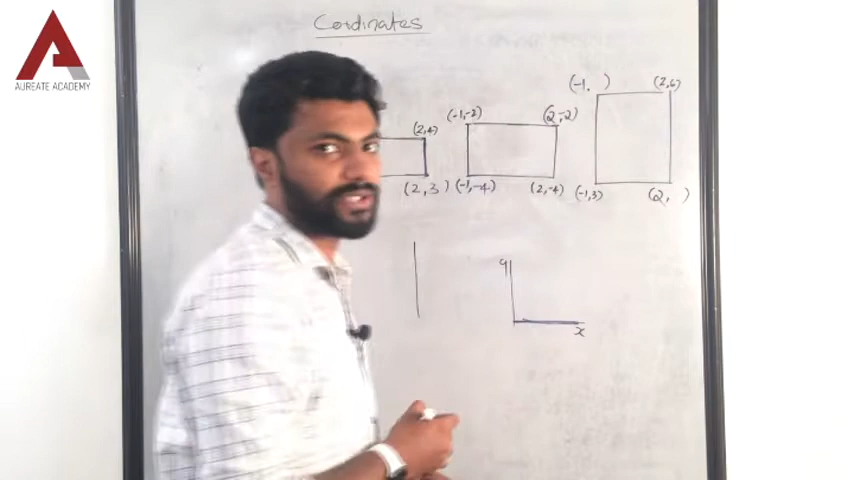 AUREATE ACADEMY
Cordinates
(-1, ) (2,6)
(-1,-2) (2,-2)
(2,4)
(2,3) (-1,-4) (2,-4) (-1,3) (2, )
y
x